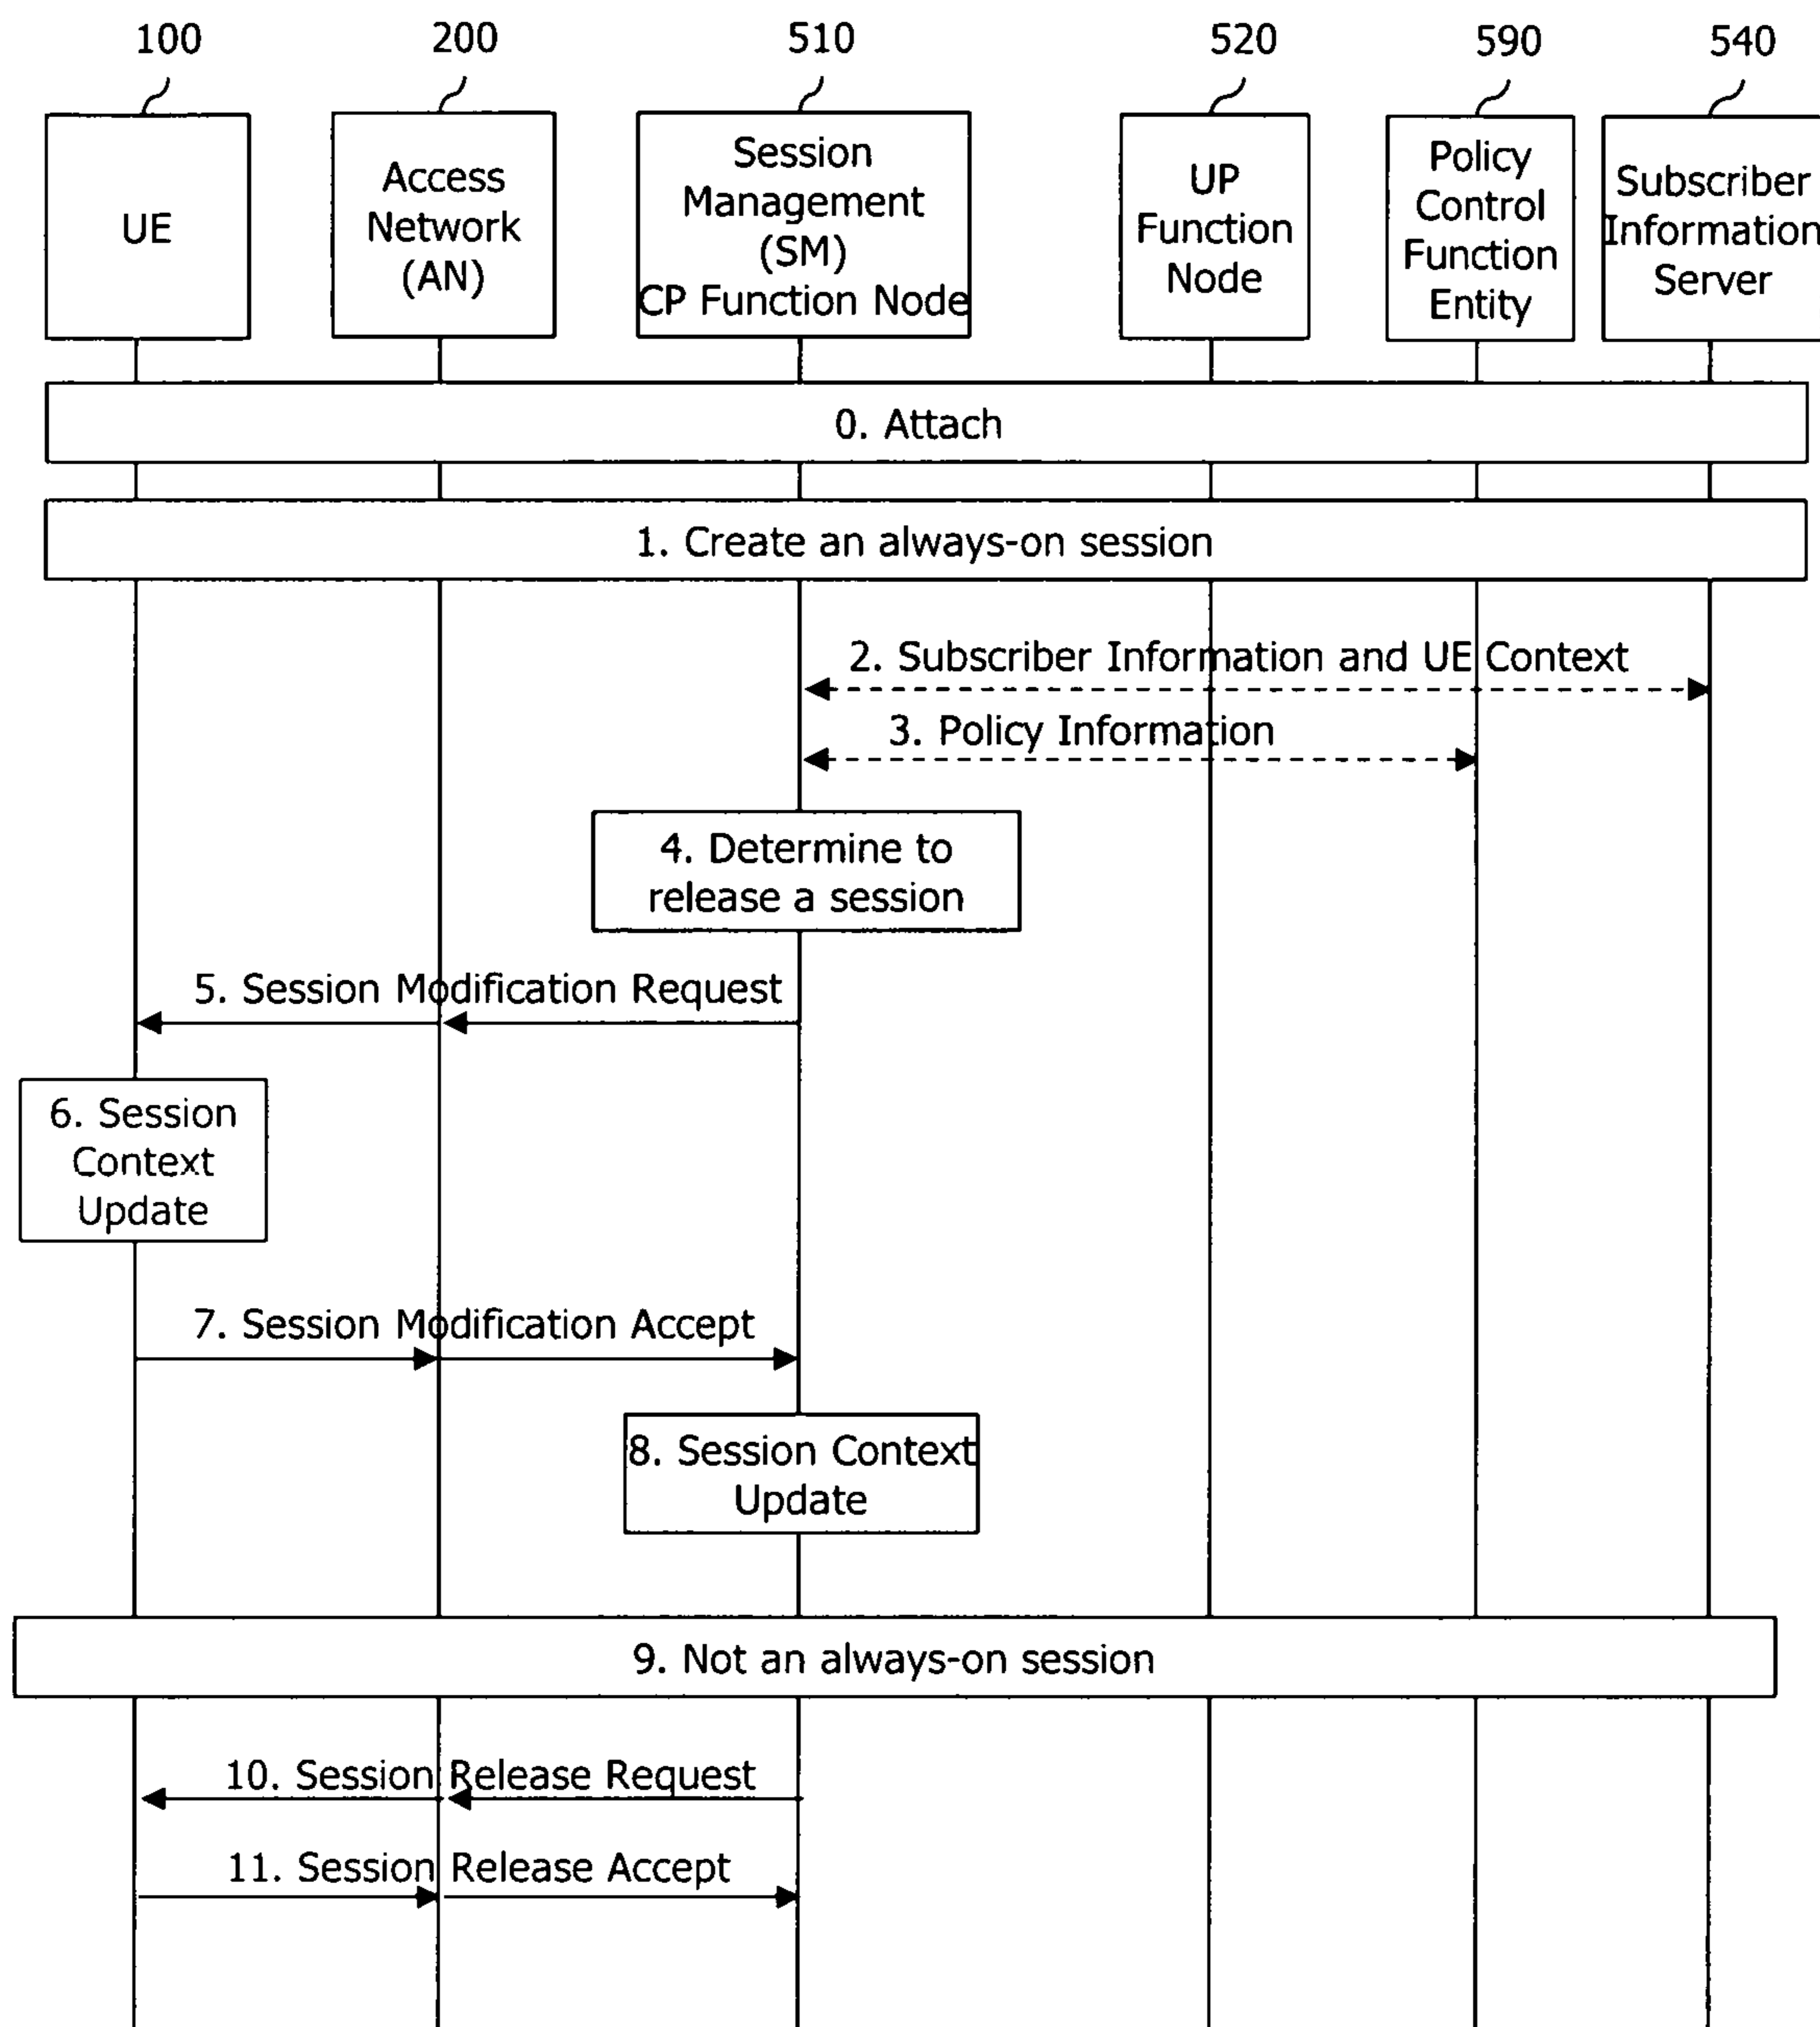 100
200
510
520
590
540
UE
Access
Network
(AN)
Session
Management
(SM)
CP Function Node
UP
Function
Node
Policy
Control
Function
Entity
Subscriber
Information
Server
0. Attach
1. Create an always-on session
2. Subscriber Information and UE Context
3. Policy Information
4. Determine to
release a session
5. Session Modification Request
6. Session
Context
Update
7. Session Modification Accept
8. Session Context
Update
9. Not an always-on session
10. Session Release Request
11. Session Release Accept